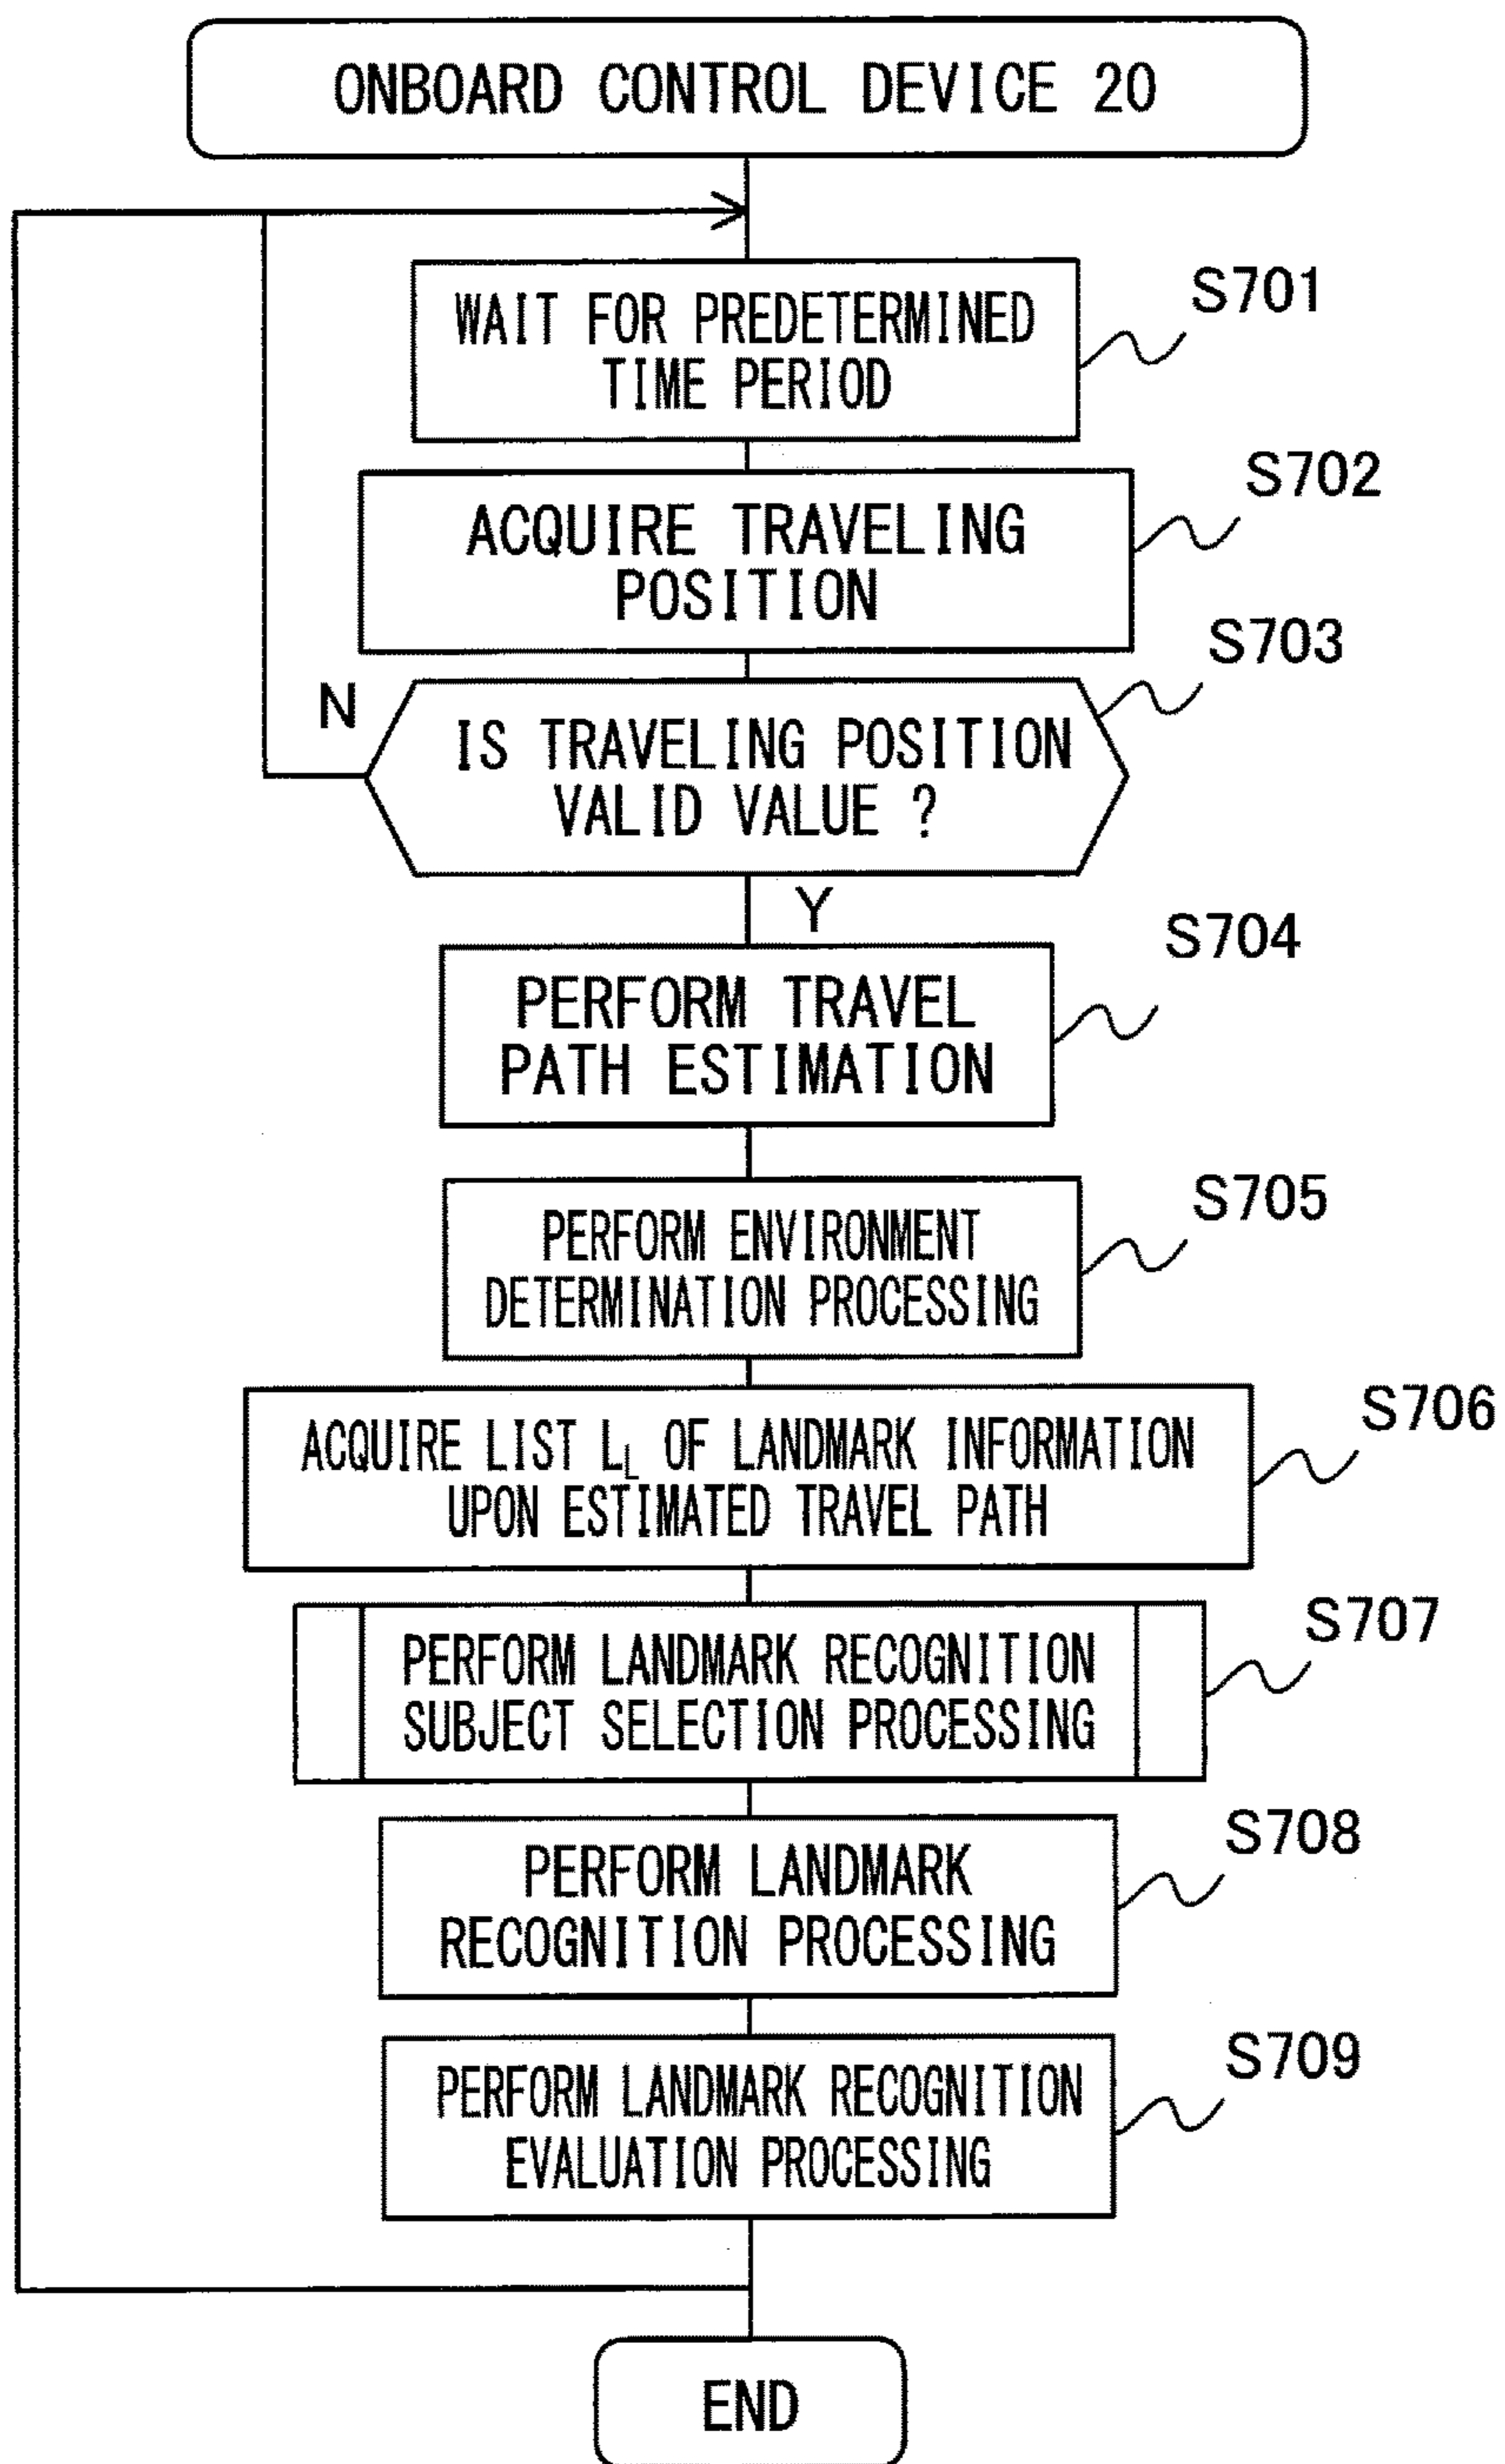 ONBOARD CONTROL DEVICE 20
WAIT FOR PREDETERMINED
TIME PERIOD
S701
ACQUIRE TRAVELING
POSITION
S702
IS TRAVELING POSITION
VALID VALUE ?
S703
N
Y
PERFORM TRAVEL
PATH ESTIMATION
S704
PERFORM ENVIRONMENT
DETERMINATION PROCESSING
S705
ACQUIRE LIST L_L OF LANDMARK INFORMATION
UPON ESTIMATED TRAVEL PATH
S706
PERFORM LANDMARK RECOGNITION
SUBJECT SELECTION PROCESSING
S707
PERFORM LANDMARK
RECOGNITION PROCESSING
S708
PERFORM LANDMARK RECOGNITION
EVALUATION PROCESSING
S709
END